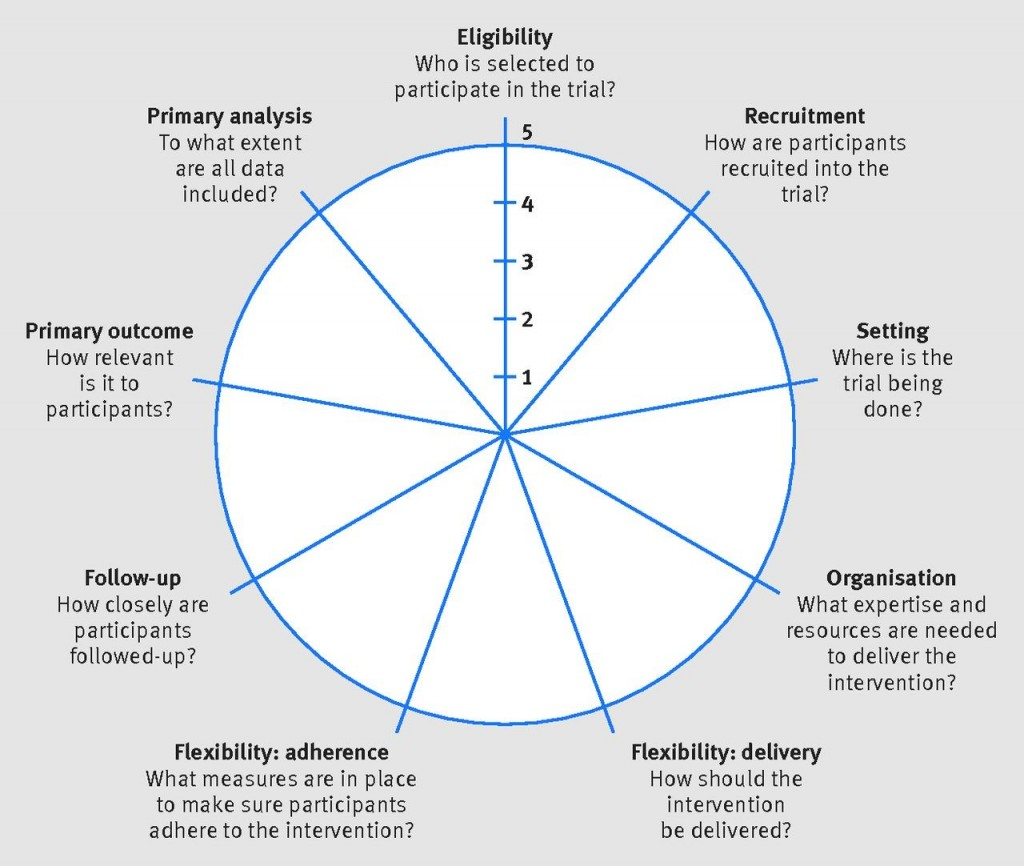 Eligibility
Who is selected to
participate in the trial?
Recruitment
How are participants
recruited into the
trial?
Setting
Where is the
trial being
done?
Organisation
What expertise and
resources are needed
to deliver the
intervention?
Flexibility: delivery
How should the
intervention
be delivered?
Flexibility: adherence
What measures are in place
to make sure participants
adhere to the intervention?
Follow-up
How closely are
participants
followed-up?
Primary outcome
How relevant
is it to
participants?
Primary analysis
To what extent
are all data
included?
5
4
3
2
1